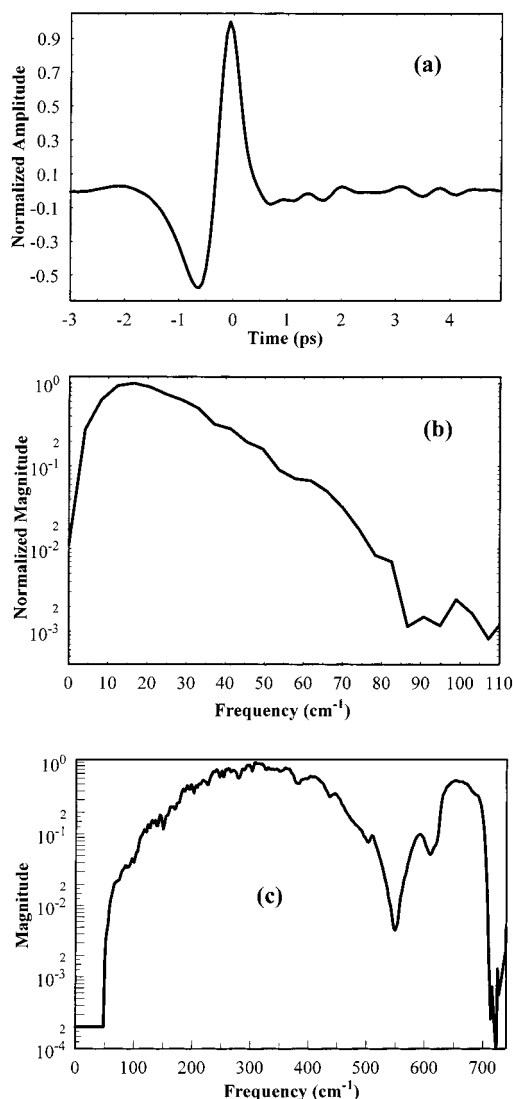 0.9
0.7
0.5
0.3
0.1
-0.1
-0.3
-0.5
Normalized Amplitude
(a)
-3 -2 -1 0 1 2 3 4
Time (ps)
10^0
2
10^-1
2
10^-2
2
10^-3
Normalized Magnitude
(b)
0 10 20 30 40 50 60 70 80 90 100 110
Frequency (cm^-1)
10^0
2
10^-1
2
10^-2
2
10^-3
2
10^-4
Magnitude
(c)
0 100 200 300 400 500 600 700
Frequency (cm^-1)